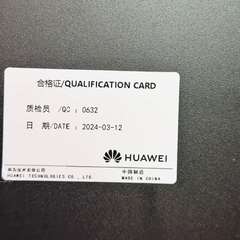 合格证/QUALIFICATION CARD
质检员 /QC : 0632
日期/DATE : 2024-03-12
HUAWEI
华为技术有限公司 中国制造
HUAWEI TECHNOLOGIES CO., LTD. MADE IN CHINA